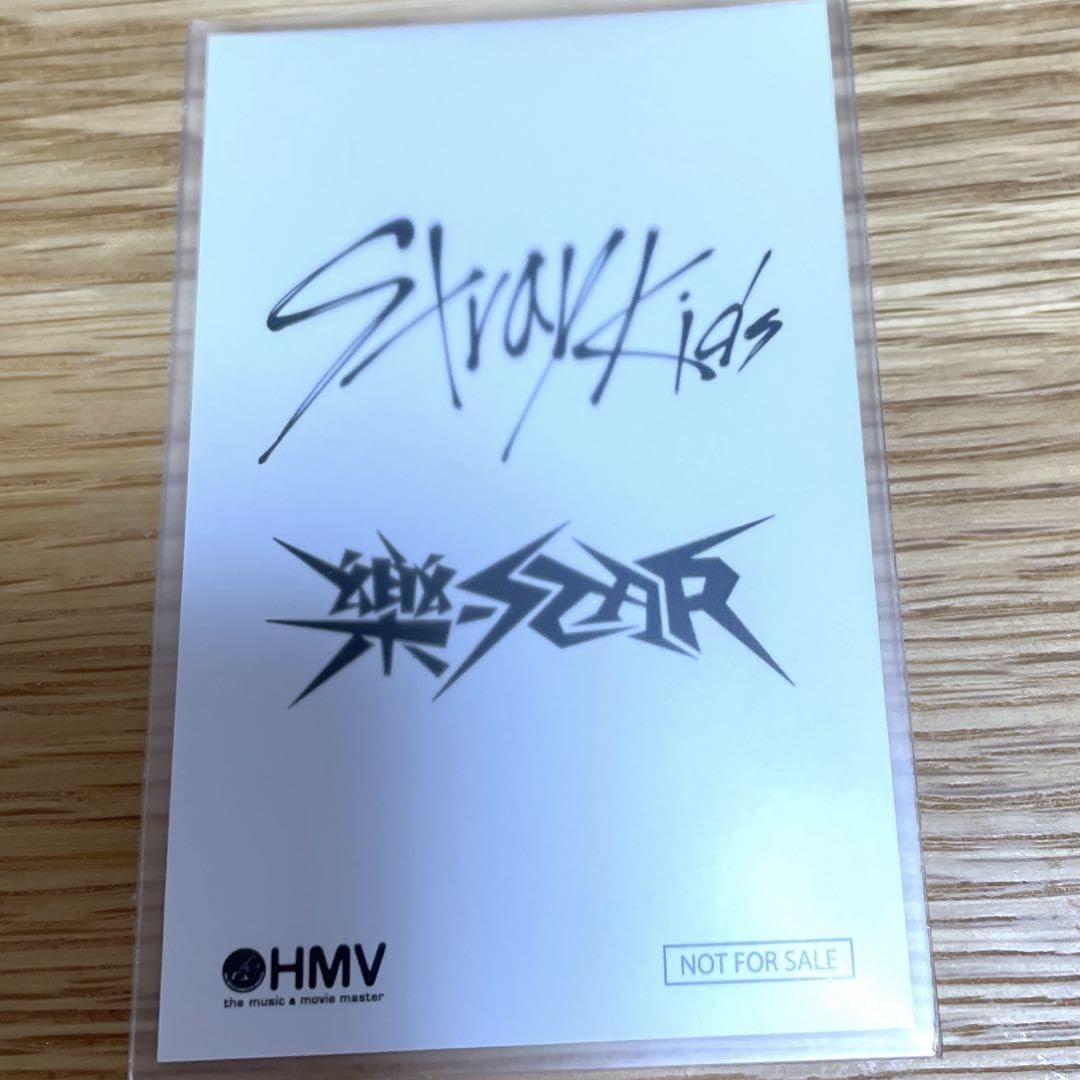 Stray Kids
樂-STAR
HMV
the music & movie master
NOT FOR SALE